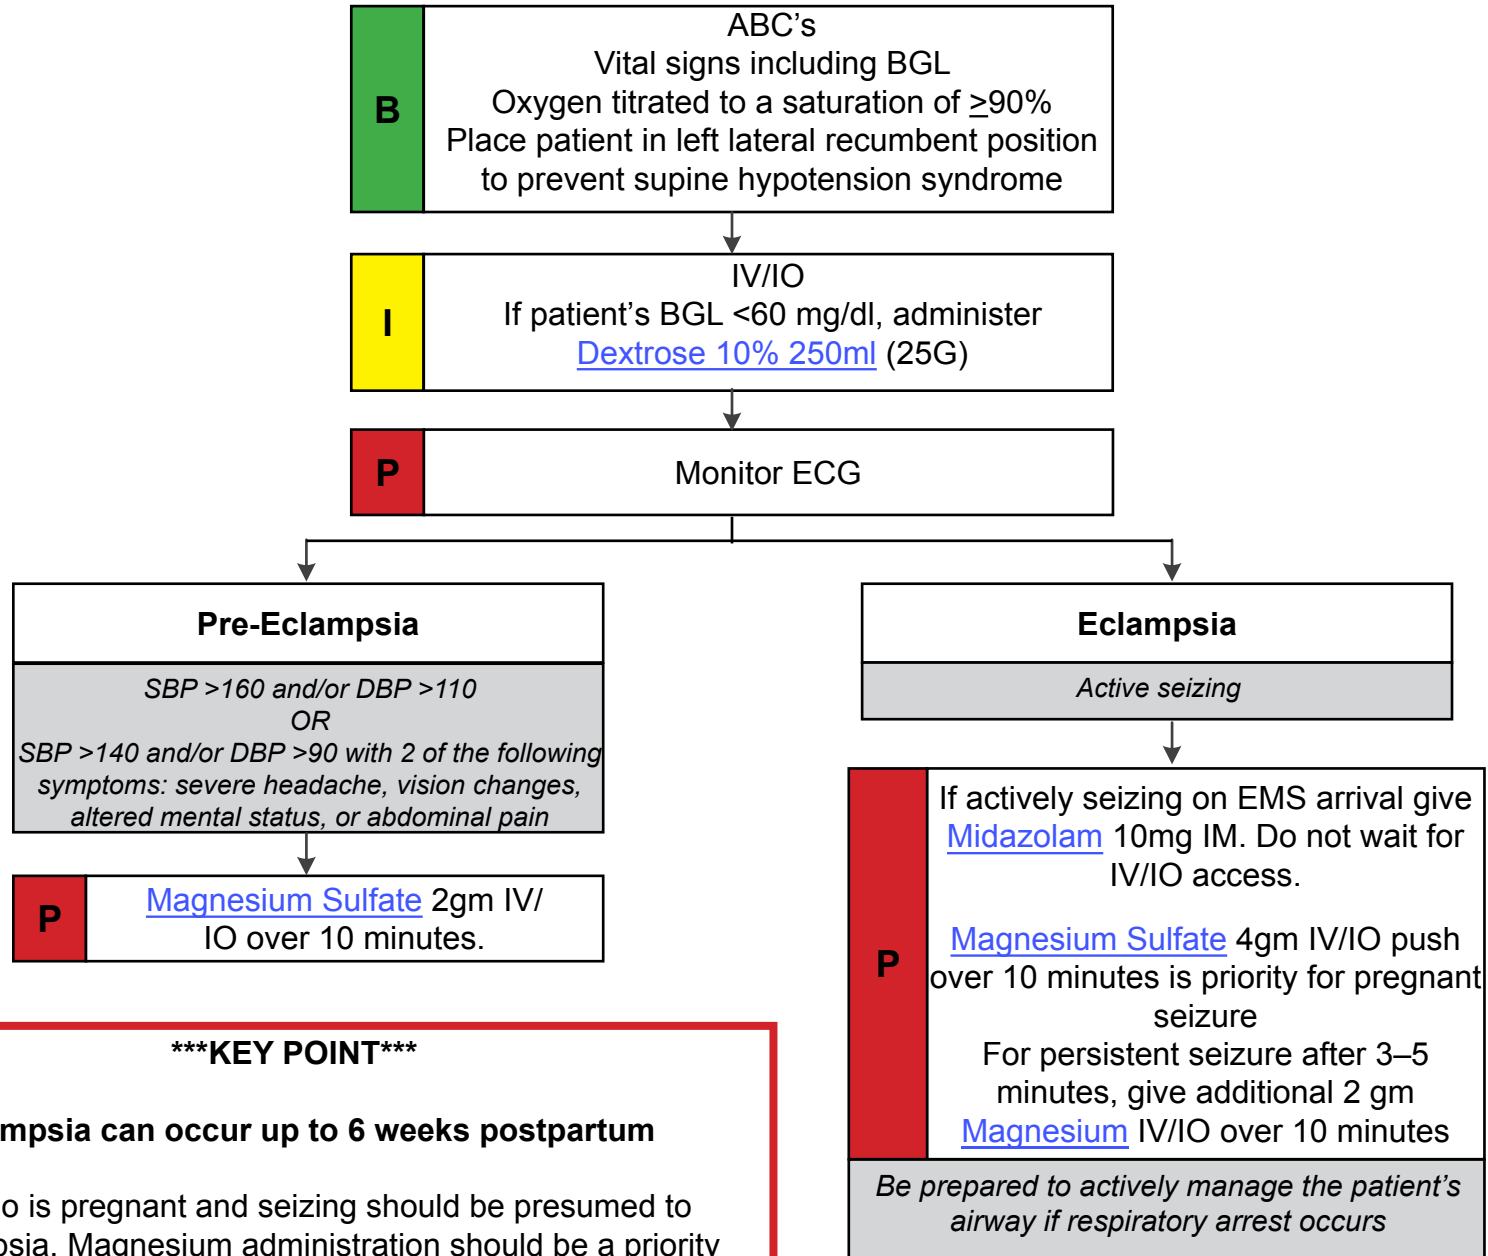 B
ABC’s
Vital signs including BGL
Oxygen titrated to a saturation of >90%
Place patient in left lateral recumbent position
to prevent supine hypotension syndrome
I
IV/IO
If patient’s BGL <60 mg/dl, administer
Dextrose 10% 250ml (25G)
P
Monitor ECG
Pre-Eclampsia
SBP >160 and/or DBP >110
OR
SBP >140 and/or DBP >90 with 2 of the following
symptoms: severe headache, vision changes,
altered mental status, or abdominal pain
P
Magnesium Sulfate 2gm IV/
IO over 10 minutes.
Eclampsia
Active seizing
P
If actively seizing on EMS arrival give
Midazolam 10mg IM. Do not wait for
IV/IO access.
Magnesium Sulfate 4gm IV/IO push
over 10 minutes is priority for pregnant
seizure
For persistent seizure after 3–5
minutes, give additional 2 gm
Magnesium IV/IO over 10 minutes
Be prepared to actively manage the patient’s
airway if respiratory arrest occurs
***KEY POINT***
can occur up to 6 weeks postpartum
is pregnant and seizing should be presumed to
Magnesium administration should be a priority